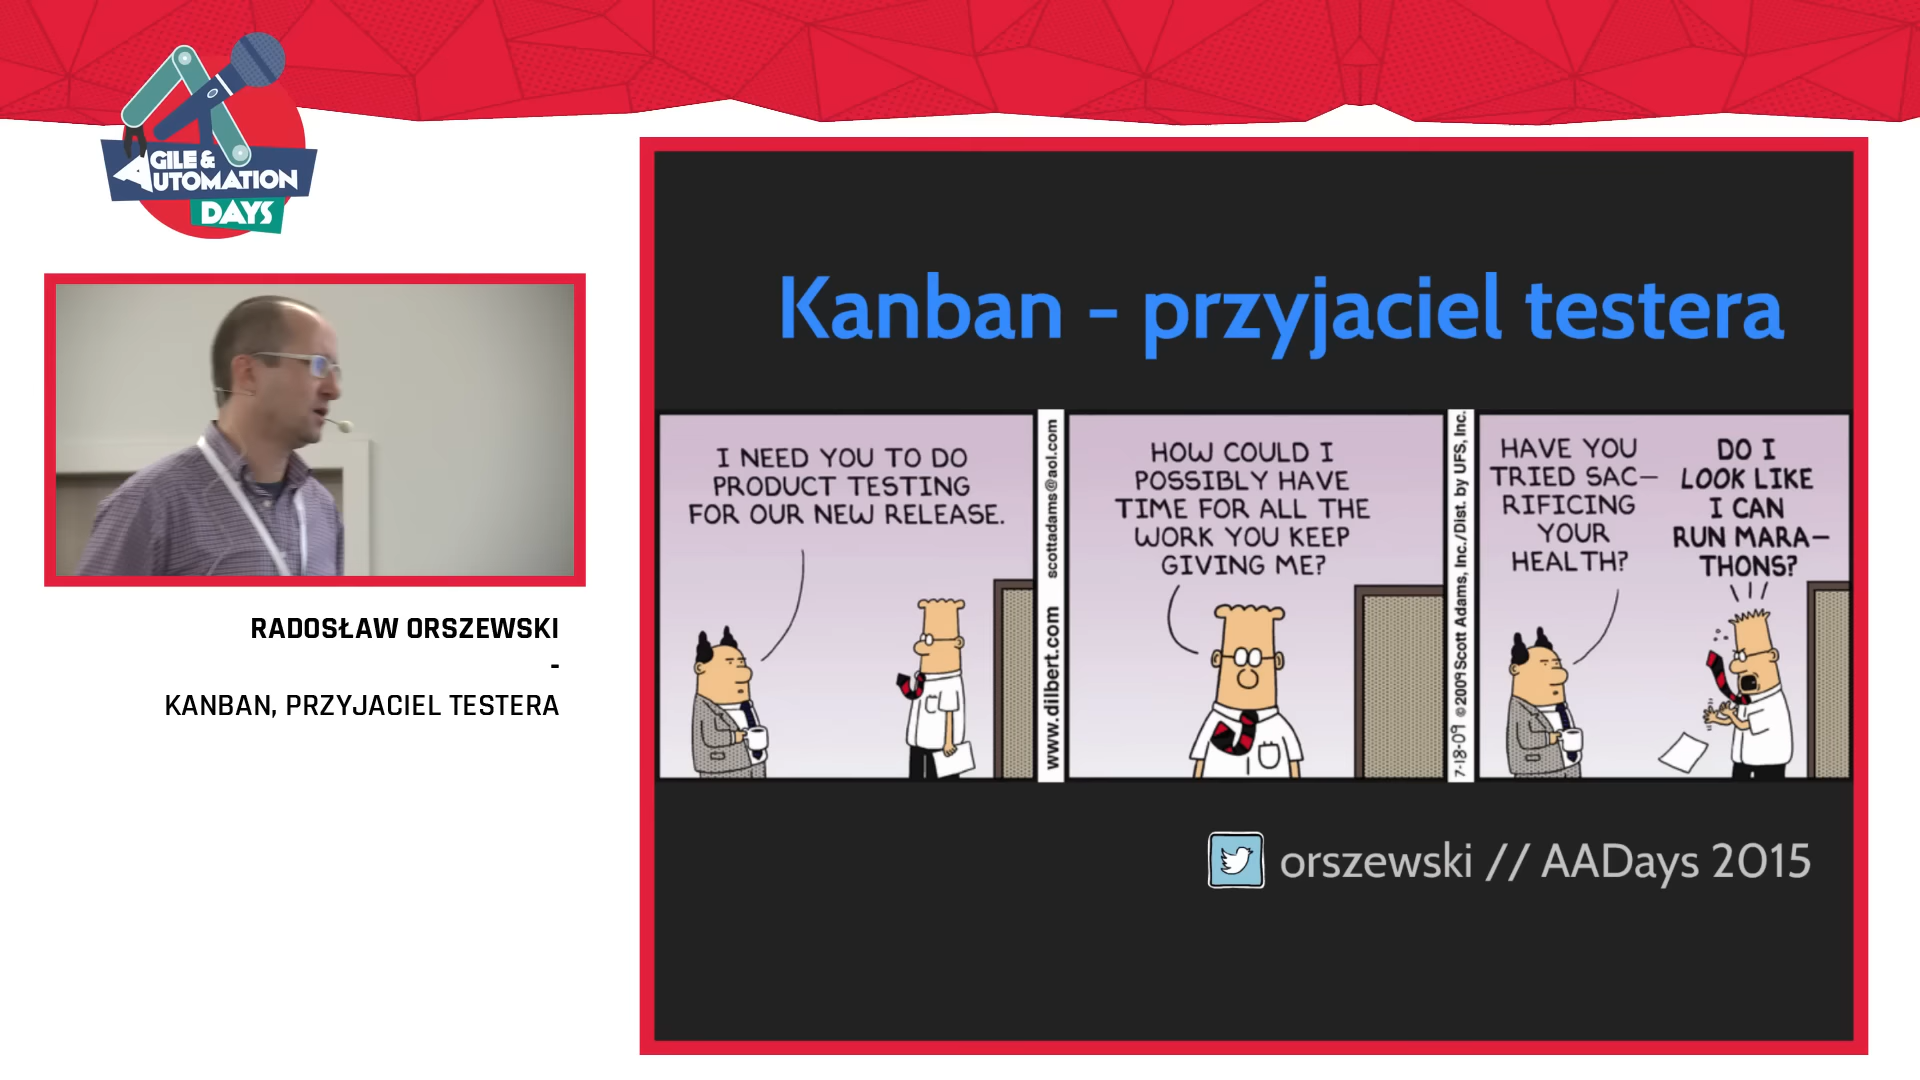 AGILE &
AUTOMATION
DAYS
RADOSŁAW ORSZEWSKI
-
KANBAN, PRZYJACIEL TESTERA
Kanban - przyjaciel testera
I NEED YOU TO DO
PRODUCT TESTING
FOR OUR NEW RELEASE.
www.dilbert.com scottadams@aol.com
HOW COULD I
POSSIBLY HAVE
TIME FOR ALL THE
WORK YOU KEEP
GIVING ME?
7-18-09 ©2009 Scott Adams, Inc./Dist. by UFS, Inc.
HAVE YOU
TRIED SAC–
RIFICING
YOUR
HEALTH?
DO I
LOOK LIKE
I CAN
RUN MARA–
THONS?
orszewski // AADays 2015